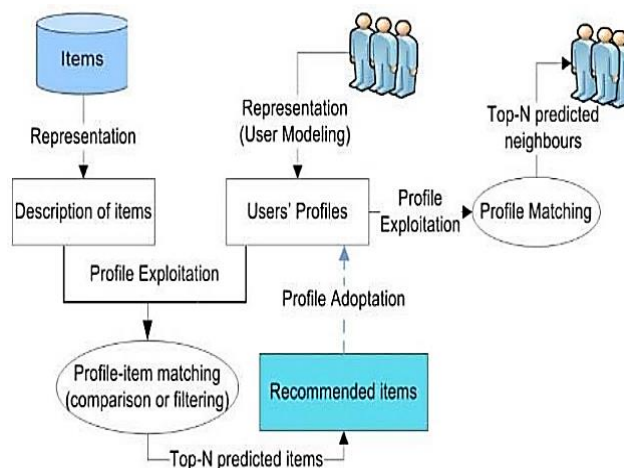 Items
Representation
Representation
(User Modeling)
Top-N predicted
neighbours
Description of items
Users' Profiles
Profile
Exploitation
Profile Matching
Profile Exploitation
Profile Adoptation
Profile-item matching
(comparison or filtering)
Recommended items
Top-N predicted items